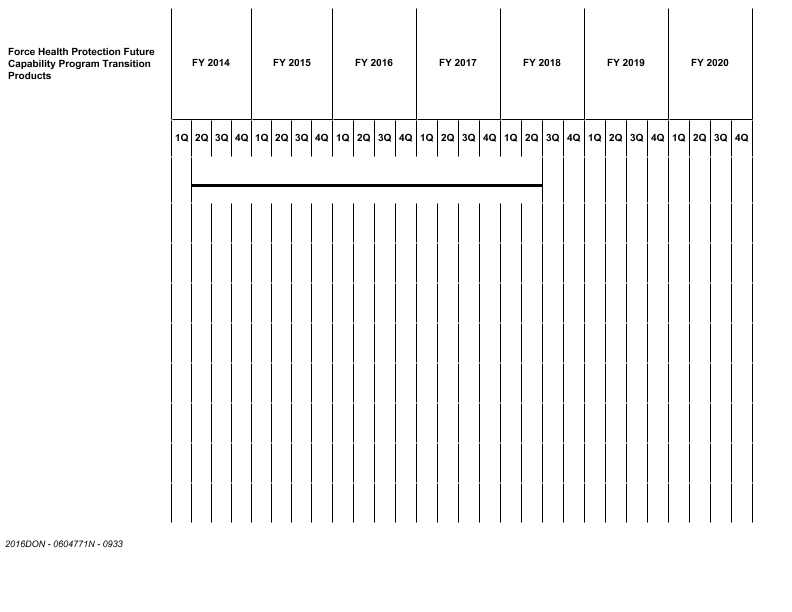 Force Health Protection Future
Capability Program Transition
Products
FY 2014 FY 2015 FY 2016 FY 2017 FY 2018 FY 2019 FY 2020
1Q 2Q 3Q 4Q 1Q 2Q 3Q 4Q 1Q 2Q 3Q 4Q 1Q 2Q 3Q 4Q 1Q 2Q 3Q 4Q 1Q 2Q 3Q 4Q 1Q 2Q 3Q 4Q
2016DON - 0604771N - 0933